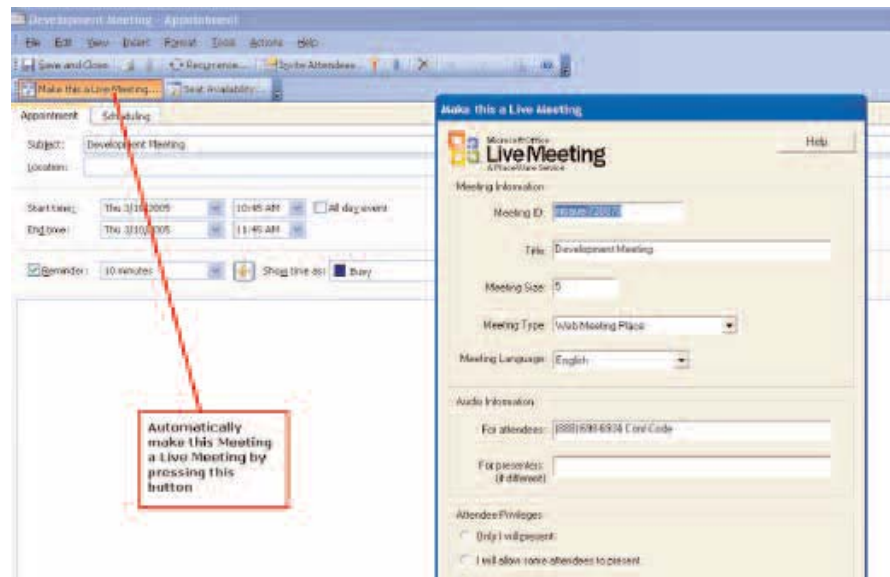 Development Meeting - Appointment
File Edit View Insert Format Tools Actions Help
Save and Close Recurrence... Invite Attendees
Make this a Live Meeting... Seat Availability...
Appointment Scheduling
Subject: Development Meeting
Location:
Start time: Thu 3/10/2005 10:45 AM All day event
End time: Thu 3/10/2005 11:45 AM
Reminder: 10 minutes Show time as: Busy
Automatically
make this Meeting
a Live Meeting by
pressing this
button
Make this a Live Meeting
Microsoft Office
Live Meeting
A PlaceWare Service
Help
Meeting Information
Meeting ID:
Title: Development Meeting
Meeting Size: 5
Meeting Type: Web Meeting Place
Meeting Language: English
Audio Information
For attendees: Conf Code
For presenters:
(if different)
Attendee Privileges
Only I will present
I will allow some attendees to present